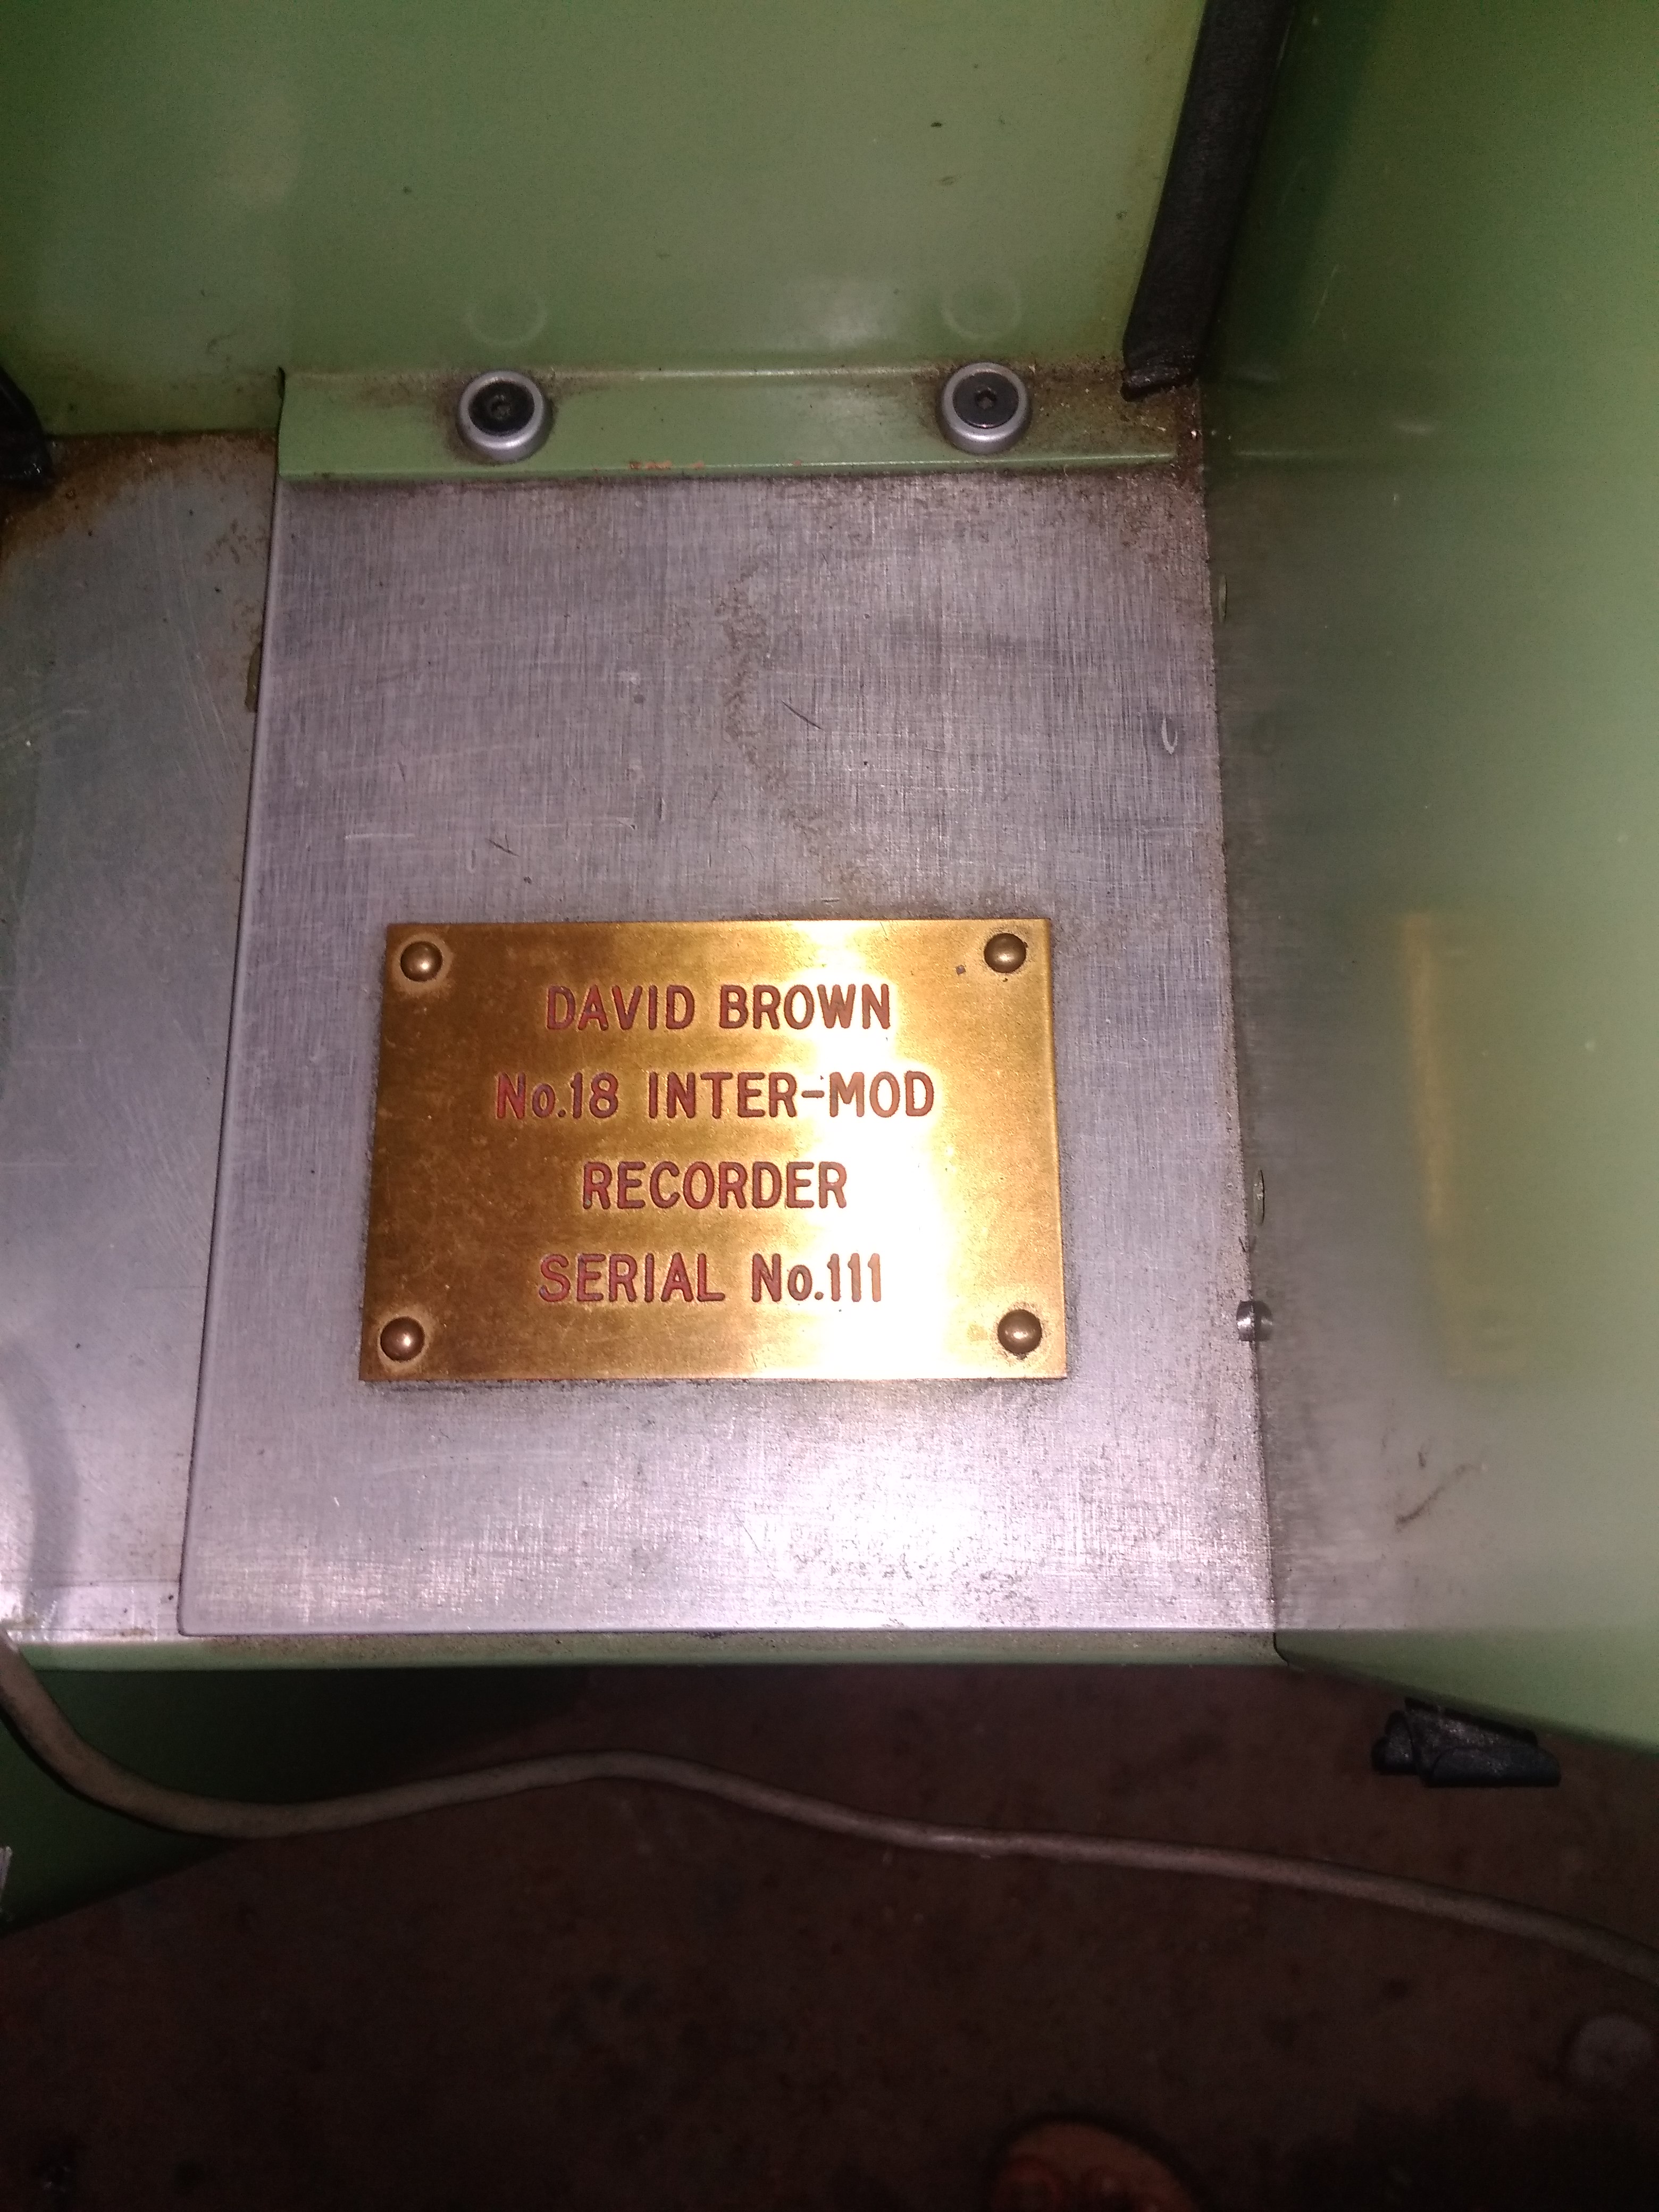 DAVID BROWN
No.18 INTER-MOD
RECORDER
SERIAL No.111